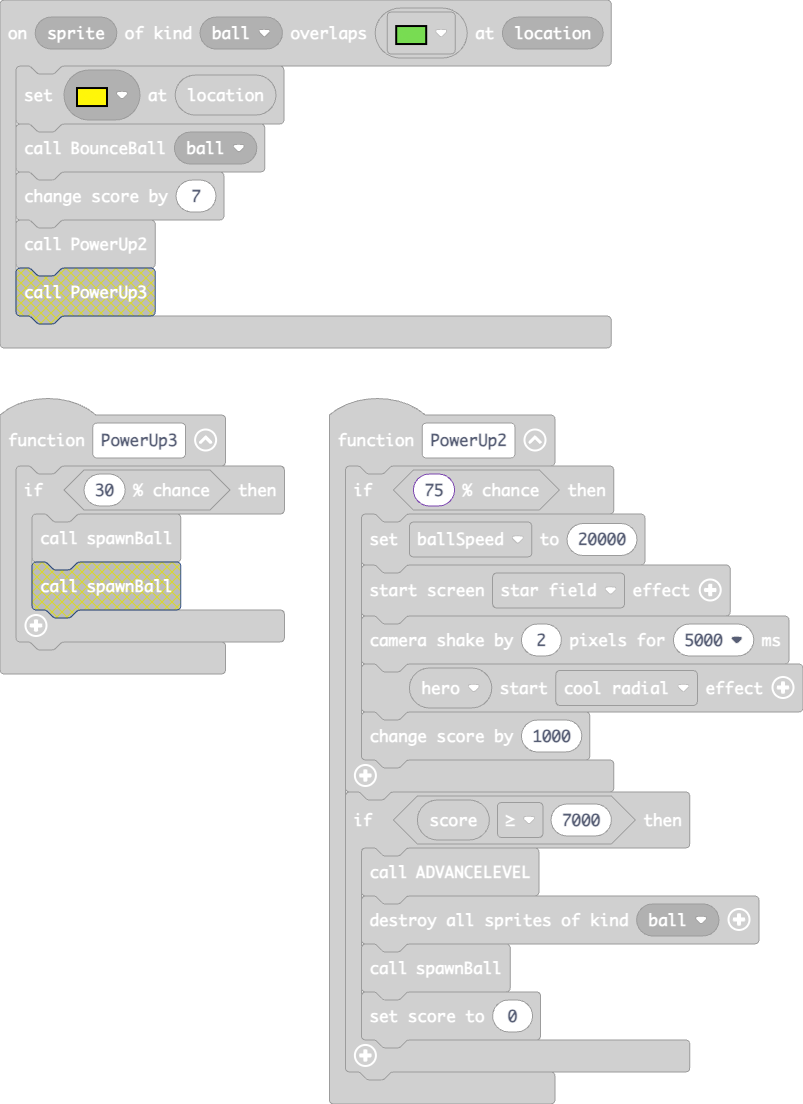 on sprite of kind ball overlaps at location
set at location
call BounceBall ball
change score by 7
call PowerUp2
call PowerUp3
function PowerUp3
if 30 % chance then
call spawnBall
call spawnBall
function PowerUp2
if 75 % chance then
set ballSpeed to 20000
start screen star field effect
camera shake by 2 pixels for 5000 ms
hero start cool radial effect
change score by 1000
if score ≥ 7000 then
call ADVANCELEVEL
destroy all sprites of kind ball
call spawnBall
set score to 0